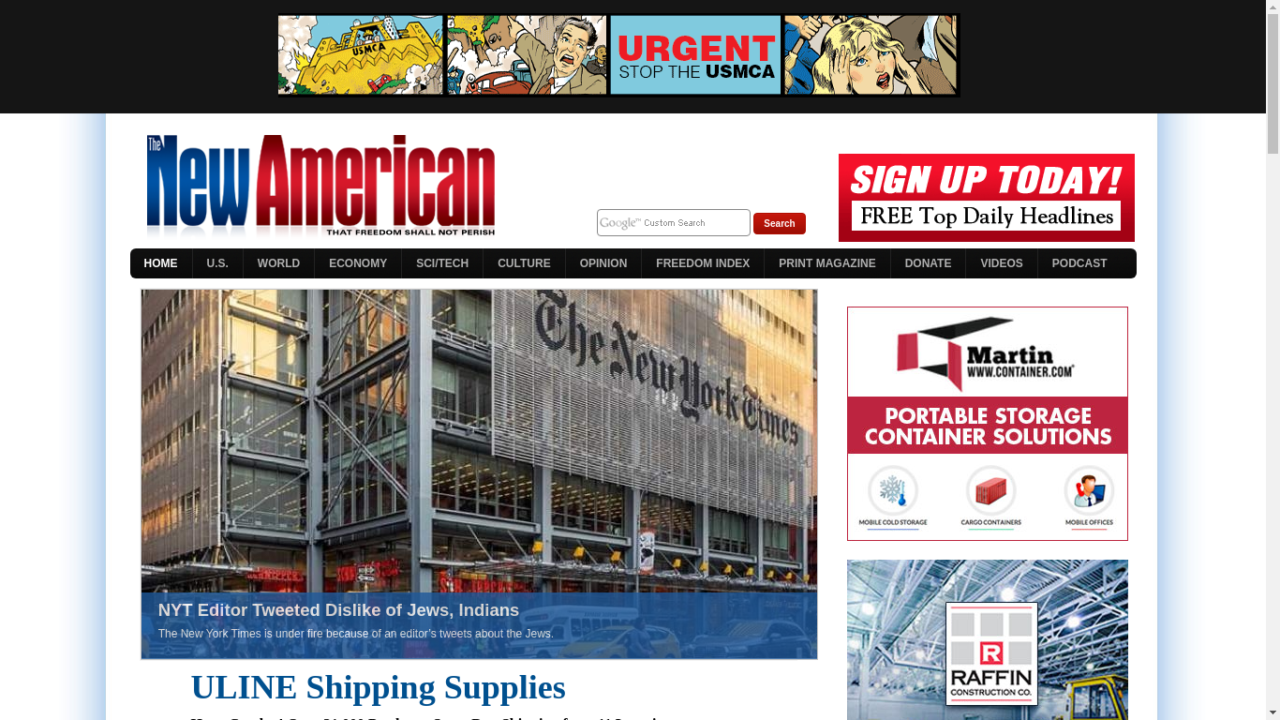 USMCA
URGENT
STOP THE USMCA
The New American
THAT FREEDOM SHALL NOT PERISH
Google™ Custom Search
Search
SIGN UP TODAY!
FREE Top Daily Headlines
HOME U.S. WORLD ECONOMY SCI/TECH CULTURE OPINION FREEDOM INDEX PRINT MAGAZINE DONATE VIDEOS PODCAST
The New York Times
NYT Editor Tweeted Dislike of Jews, Indians
The New York Times is under fire because of an editor's tweets about the Jews.
Martin
WWW.CONTAINER.COM
PORTABLE STORAGE
CONTAINER SOLUTIONS
MOBILE COLD STORAGE CARGO CONTAINERS MOBILE OFFICES
R
RAFFIN
CONSTRUCTION CO.
ULINE Shipping Supplies